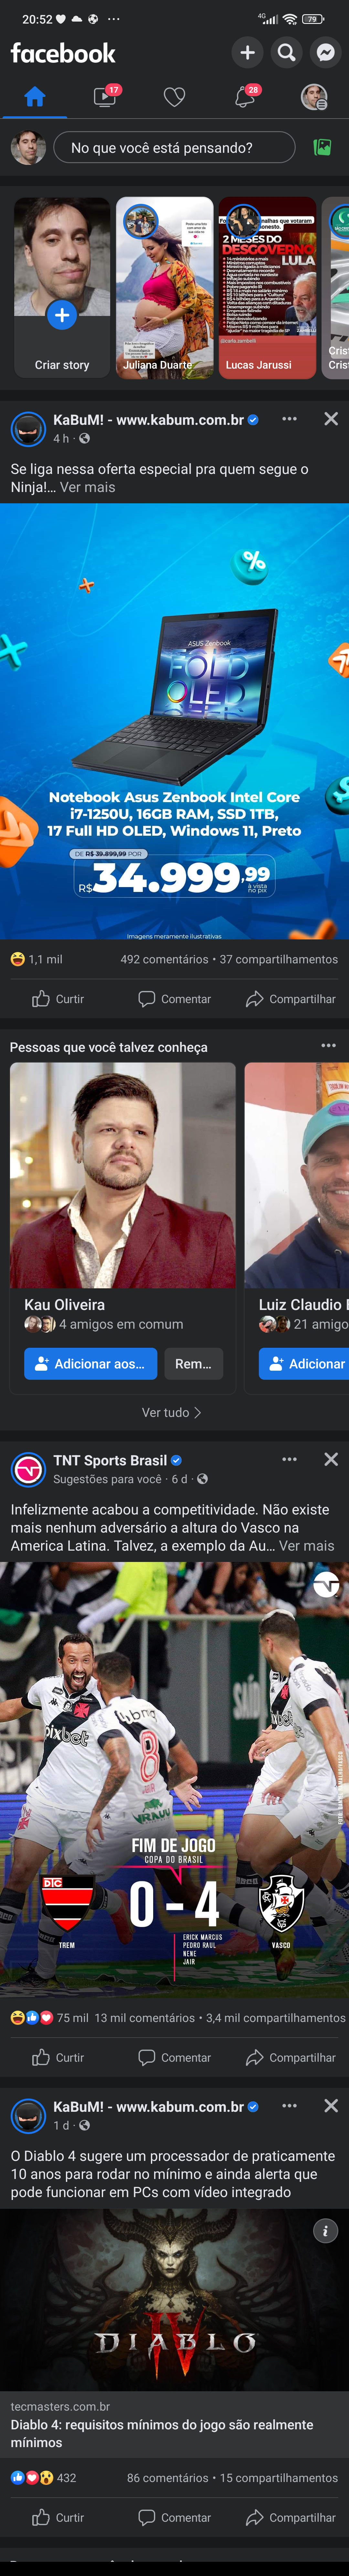 20:52
4G
79
facebook
17
28
No que você está pensando?
2 MESES DO
DESGOVERNO
LULA
Criar story
Juliana Duarte
Lucas Jarussi
KaBuM! - www.kabum.com.br
4 h
Se liga nessa oferta especial pra quem segue o
Ninja!... Ver mais
%
ASUS Zenbook
FOLD
OLED
Notebook Asus Zenbook Intel Core
i7-1250U, 16GB RAM, SSD 1TB,
17 Full HD OLED, Windows 11, Preto
DE R$ 39.899,99 POR
R$ 34.999,99
à vista
no pix
Imagens meramente ilustrativas.
1,1 mil
492 comentários • 37 compartilhamentos
Curtir
Comentar
Compartilhar
Pessoas que você talvez conheça
Kau Oliveira
4 amigos em comum
Adicionar aos...
Rem...
Luiz Claudio
21 amigo
Adicionar
Ver tudo
TNT Sports Brasil
Sugestões para você · 6 d
Infelizmente acabou a competitividade. Não existe
mais nenhum adversário a altura do Vasco na
America Latina. Talvez, a exemplo da Au... Ver mais
pixbet
8
VRAUU
FIM DE JOGO
COPA DO BRASIL
0 - 4
TREM
VASCO
ERICK MARCUS
PEDRO RAUL
NENE
JAIR
75 mil
13 mil comentários • 3,4 mil compartilhamentos
Curtir
Comentar
Compartilhar
KaBuM! - www.kabum.com.br
1 d
O Diablo 4 sugere um processador de praticamente
10 anos para rodar no mínimo e ainda alerta que
pode funcionar em PCs com vídeo integrado
DIABLO
IV
tecmasters.com.br
Diablo 4: requisitos mínimos do jogo são realmente
mínimos
432
86 comentários • 15 compartilhamentos
Curtir
Comentar
Compartilhar